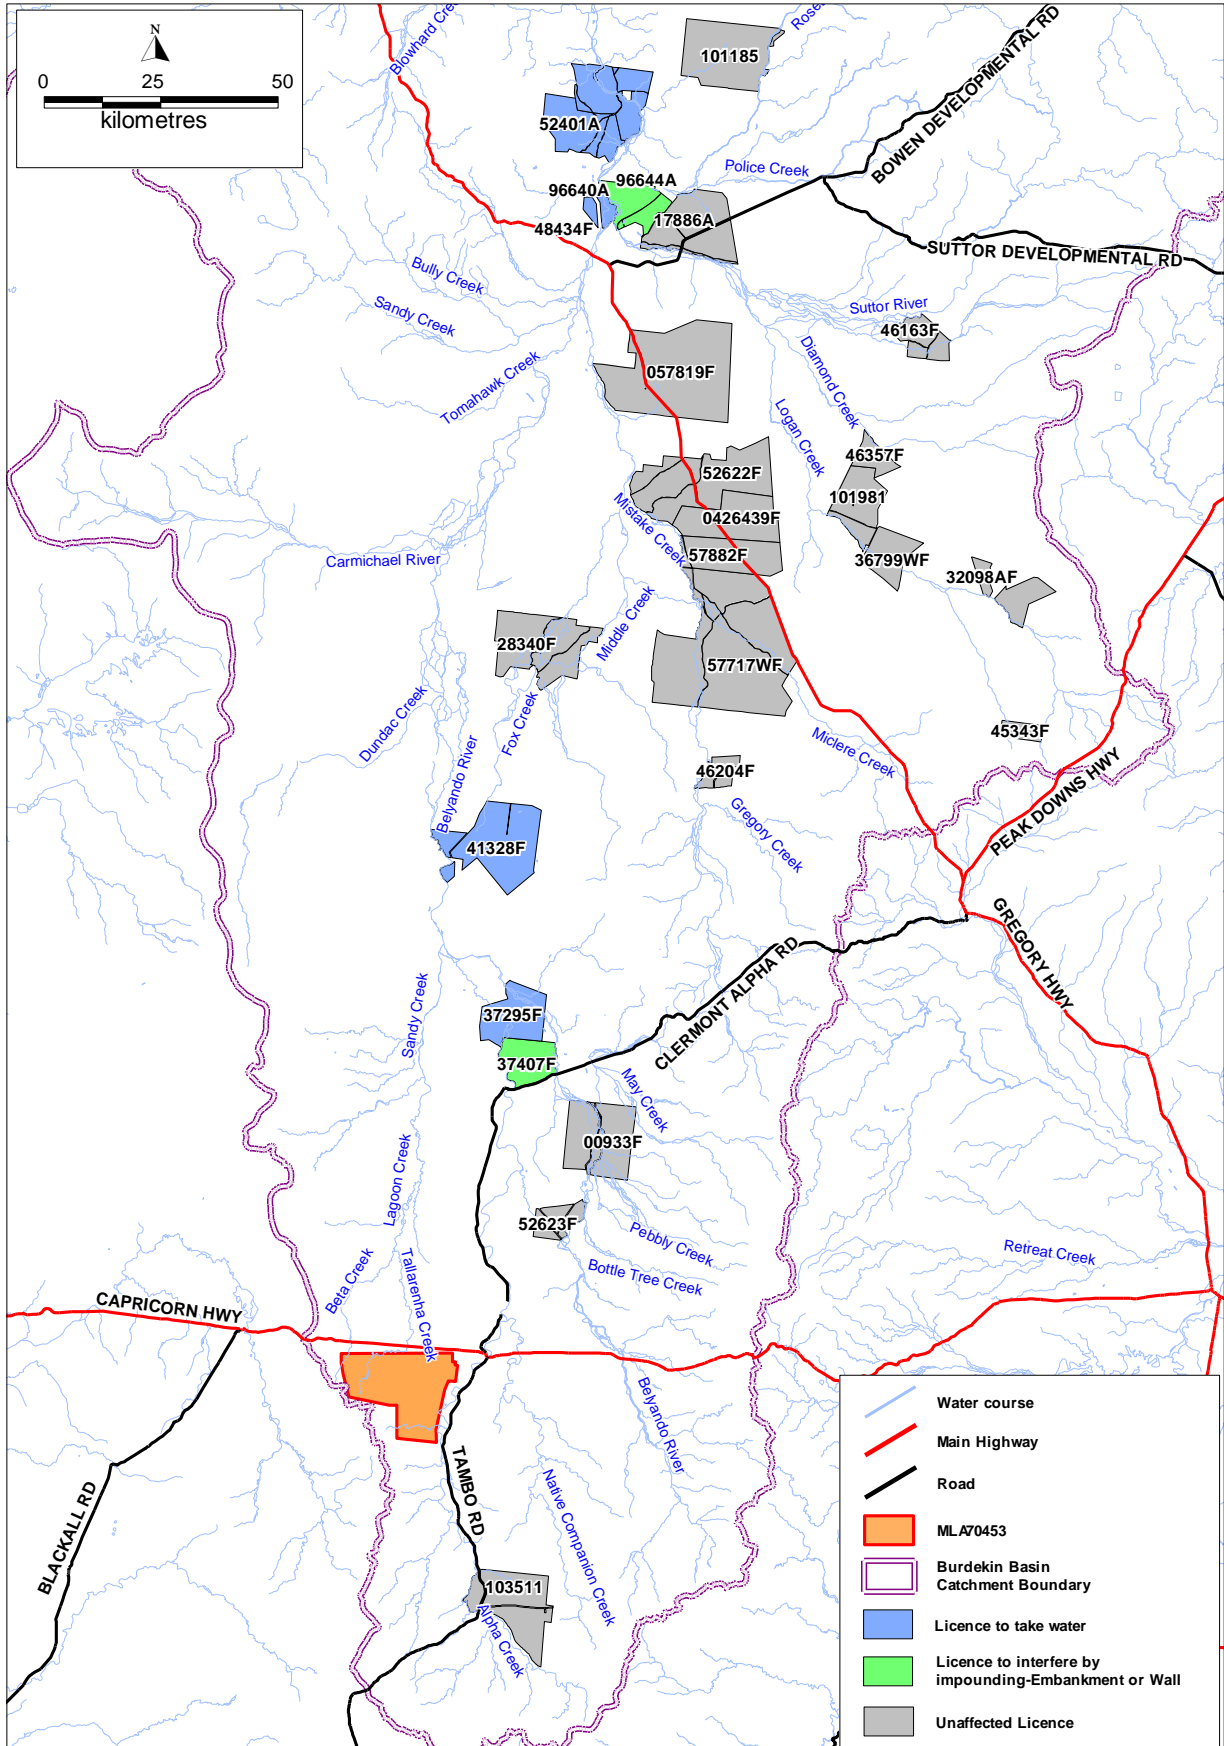 N
0 25 50
kilometres
Blowhard Creek
Rose
101185
BOWEN DEVELOPMENTAL RD
52401A
Police Creek
96644A
96640A
17886A
48434F
SUTTOR DEVELOPMENTAL RD
Bully Creek
Sandy Creek
Suttor River
46163F
Diamond Creek
Tomahawk Creek
057819F
Logan Creek
46357F
52622F
101981
Mistake Creek
0426439F
57882F
36799WF
Carmichael River
32098AF
Middle Creek
28340F
57717WF
Dundac Creek
Fox Creek
45343F
Miclere Creek
Belyando River
46204F
PEAK DOWNS HWY
Gregory Creek
41328F
GREGORY HWY
CLERMONT ALPHA RD
Sandy Creek
37295F
37407F
May Creek
00933F
Lagoon Creek
52623F
Pebbly Creek
Retreat Creek
Bottle Tree Creek
Beta Creek
Tallarenha Creek
CAPRICORN HWY
Belyando River
TAMBO RD
Native Companion Creek
BLACKALL RD
103511
Alpha Creek
Water course
Main Highway
Road
MLA70453
Burdekin Basin
Catchment Boundary
Licence to take water
Licence to interfere by
impounding-Embankment or Wall
Unaffected Licence